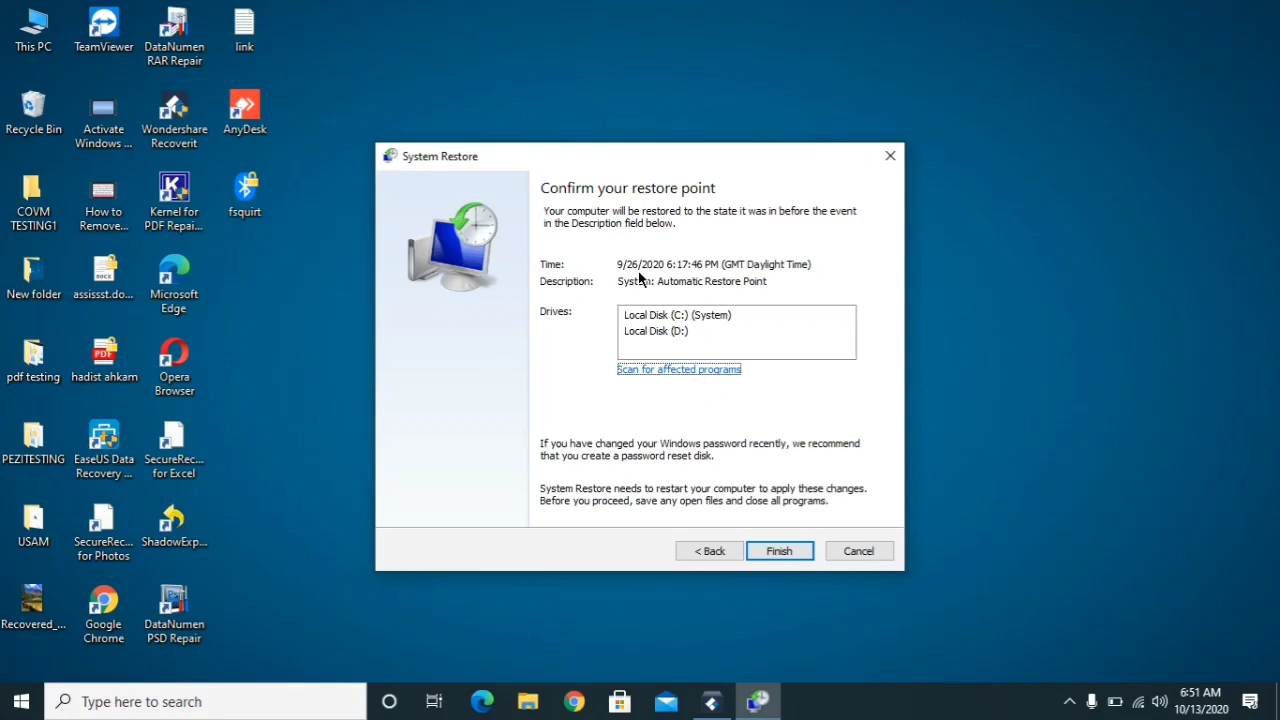 This PC
TeamViewer
DataNumen
RAR Repair
link
Recycle Bin
Activate
Windows ...
Wondershare
Recoverit
AnyDesk
COVM
TESTING1
How to
Remove...
Kernel for
PDF Repai...
fsquirt
New folder
assissst.do...
Microsoft
Edge
pdf testing
PDF
hadist ahkam
Opera
Browser
PEZITESTING
EaseUS Data
Recovery ...
SecureRec...
for Excel
USAM
SecureRec...
for Photos
ShadowExp...
Recovered_...
Google
Chrome
DataNumen
PSD Repair
System Restore
Confirm your restore point
Your computer will be restored to the state it was in before the event
in the Description field below.
Time: 9/26/2020 6:17:46 PM (GMT Daylight Time)
Description: System: Automatic Restore Point
Drives: Local Disk (C:) (System)
Local Disk (D:)
Scan for affected programs
If you have changed your Windows password recently, we recommend
that you create a password reset disk.
System Restore needs to restart your computer to apply these changes.
Before you proceed, save any open files and close all programs.
< Back Finish Cancel
Type here to search
6:51 AM
10/13/2020